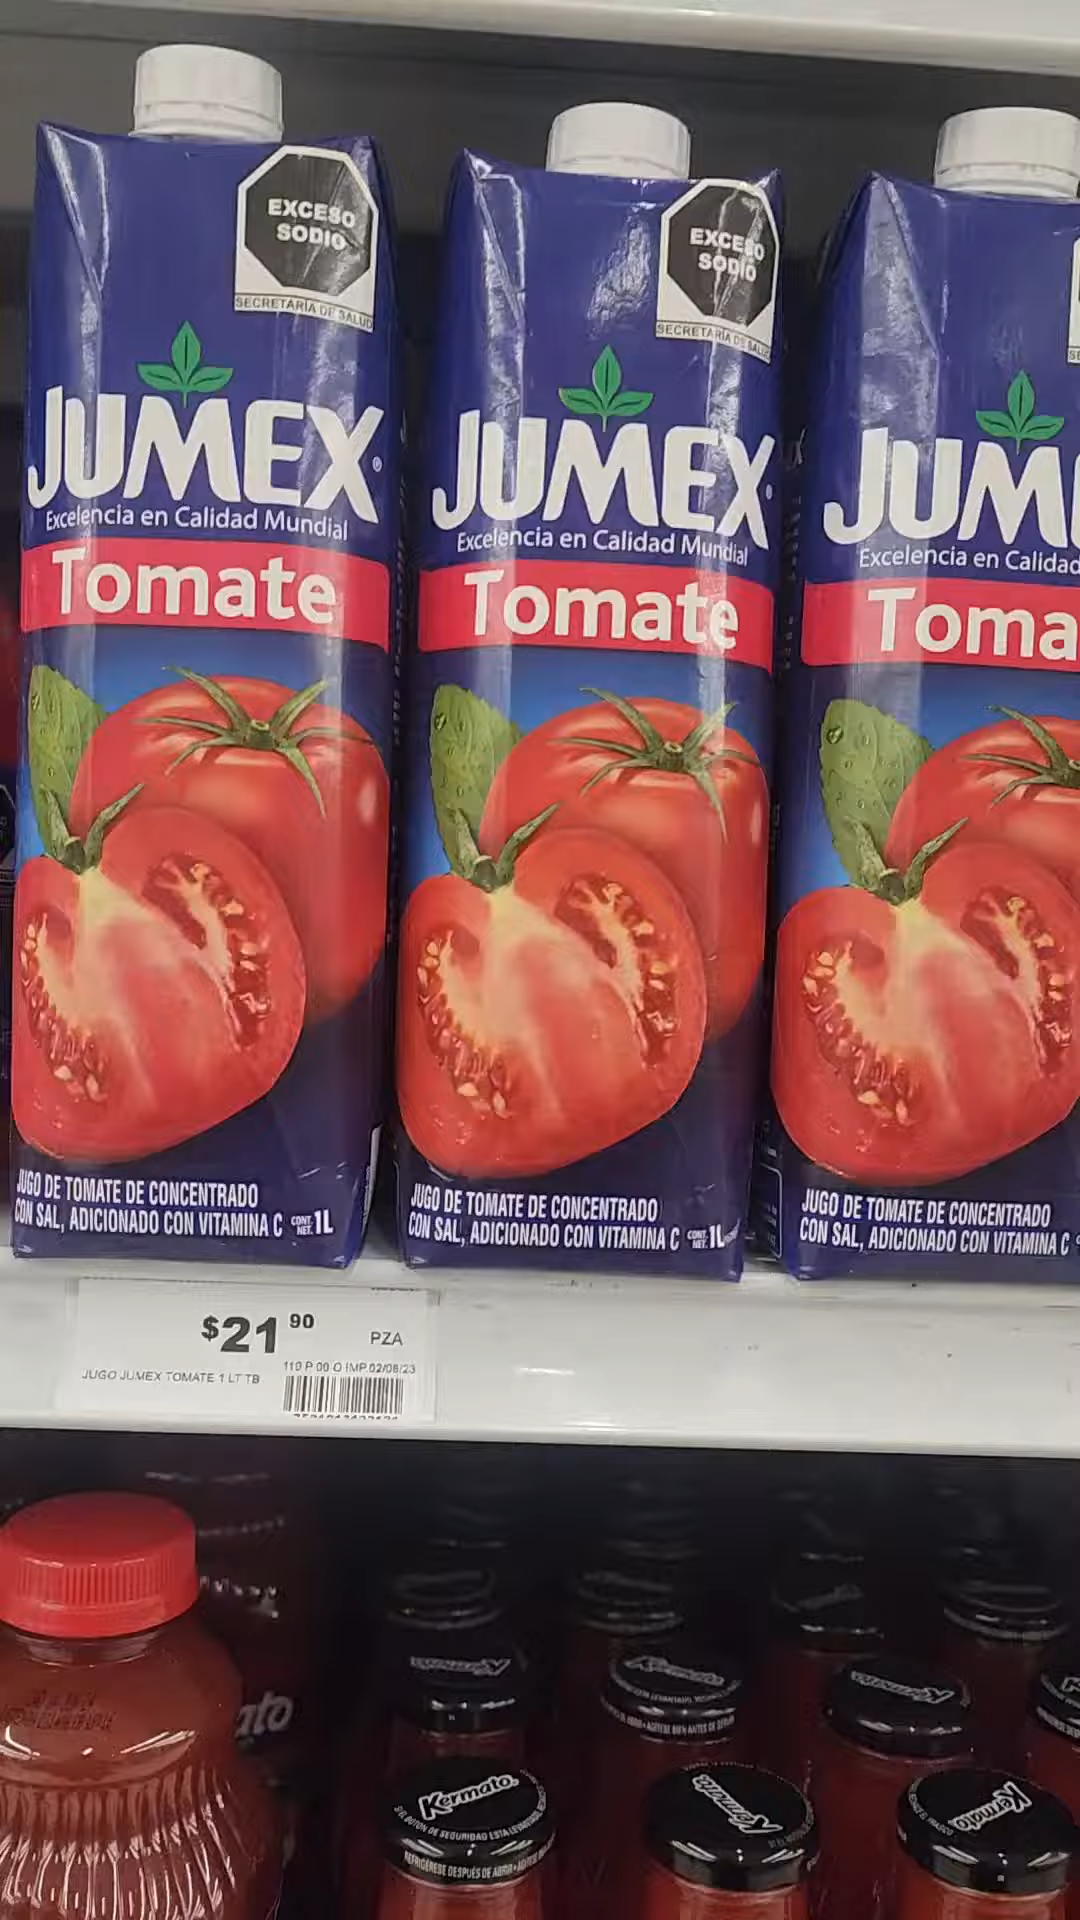 EXCESO
SODIO
SECRETARÍA DE SALUD
JUMEX
Excelencia en Calidad Mundial
Tomate
JUGO DE TOMATE DE CONCENTRADO
CON SAL, ADICIONADO CON VITAMINA C CONT. NET. 1L
EXCESO
SODIO
SECRETARÍA DE SALUD
JUMEX
Excelencia en Calidad Mundial
Tomate
JUGO DE TOMATE DE CONCENTRADO
CON SAL, ADICIONADO CON VITAMINA C CONT. NET. 1L
JUM
Excelencia en Calidad
Toma
JUGO DE TOMATE DE CONCENTRADO
CON SAL, ADICIONADO CON VITAMINA C
$21 90 PZA
110 P 00 O IMP 02/08/23
JUGO JUMEX TOMATE 1 LT TB
ato
Kermato
Kermato
Kermato
Kermato
REFRIGÉRESE DESPUÉS DE ABRIR
Kermato
Kermato